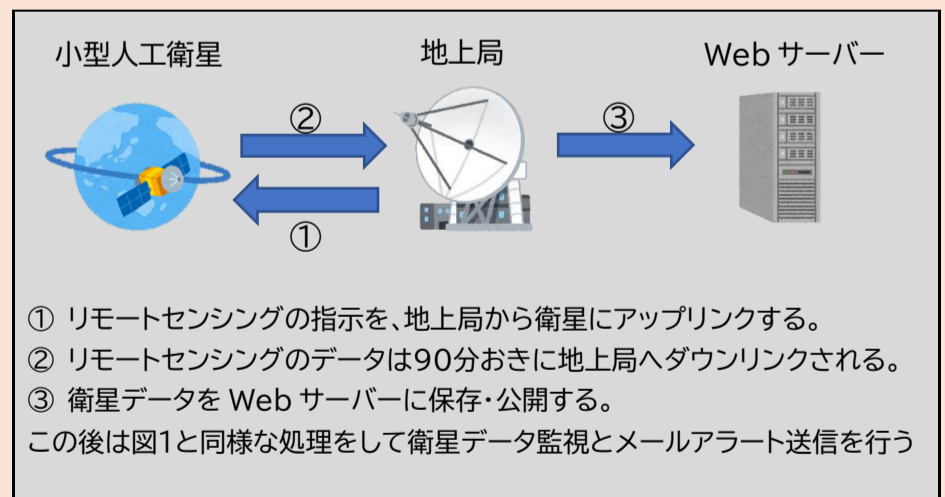 小型人工衛星 地上局 Web サーバー
② ③
①
① リモートセンシングの指示を、地上局から衛星にアップリンクする。
② リモートセンシングのデータは90分おきに地上局へダウンリンクされる。
③ 衛星データを Web サーバーに保存・公開する。
この後は図1と同様な処理をして衛星データ監視とメールアラート送信を行う